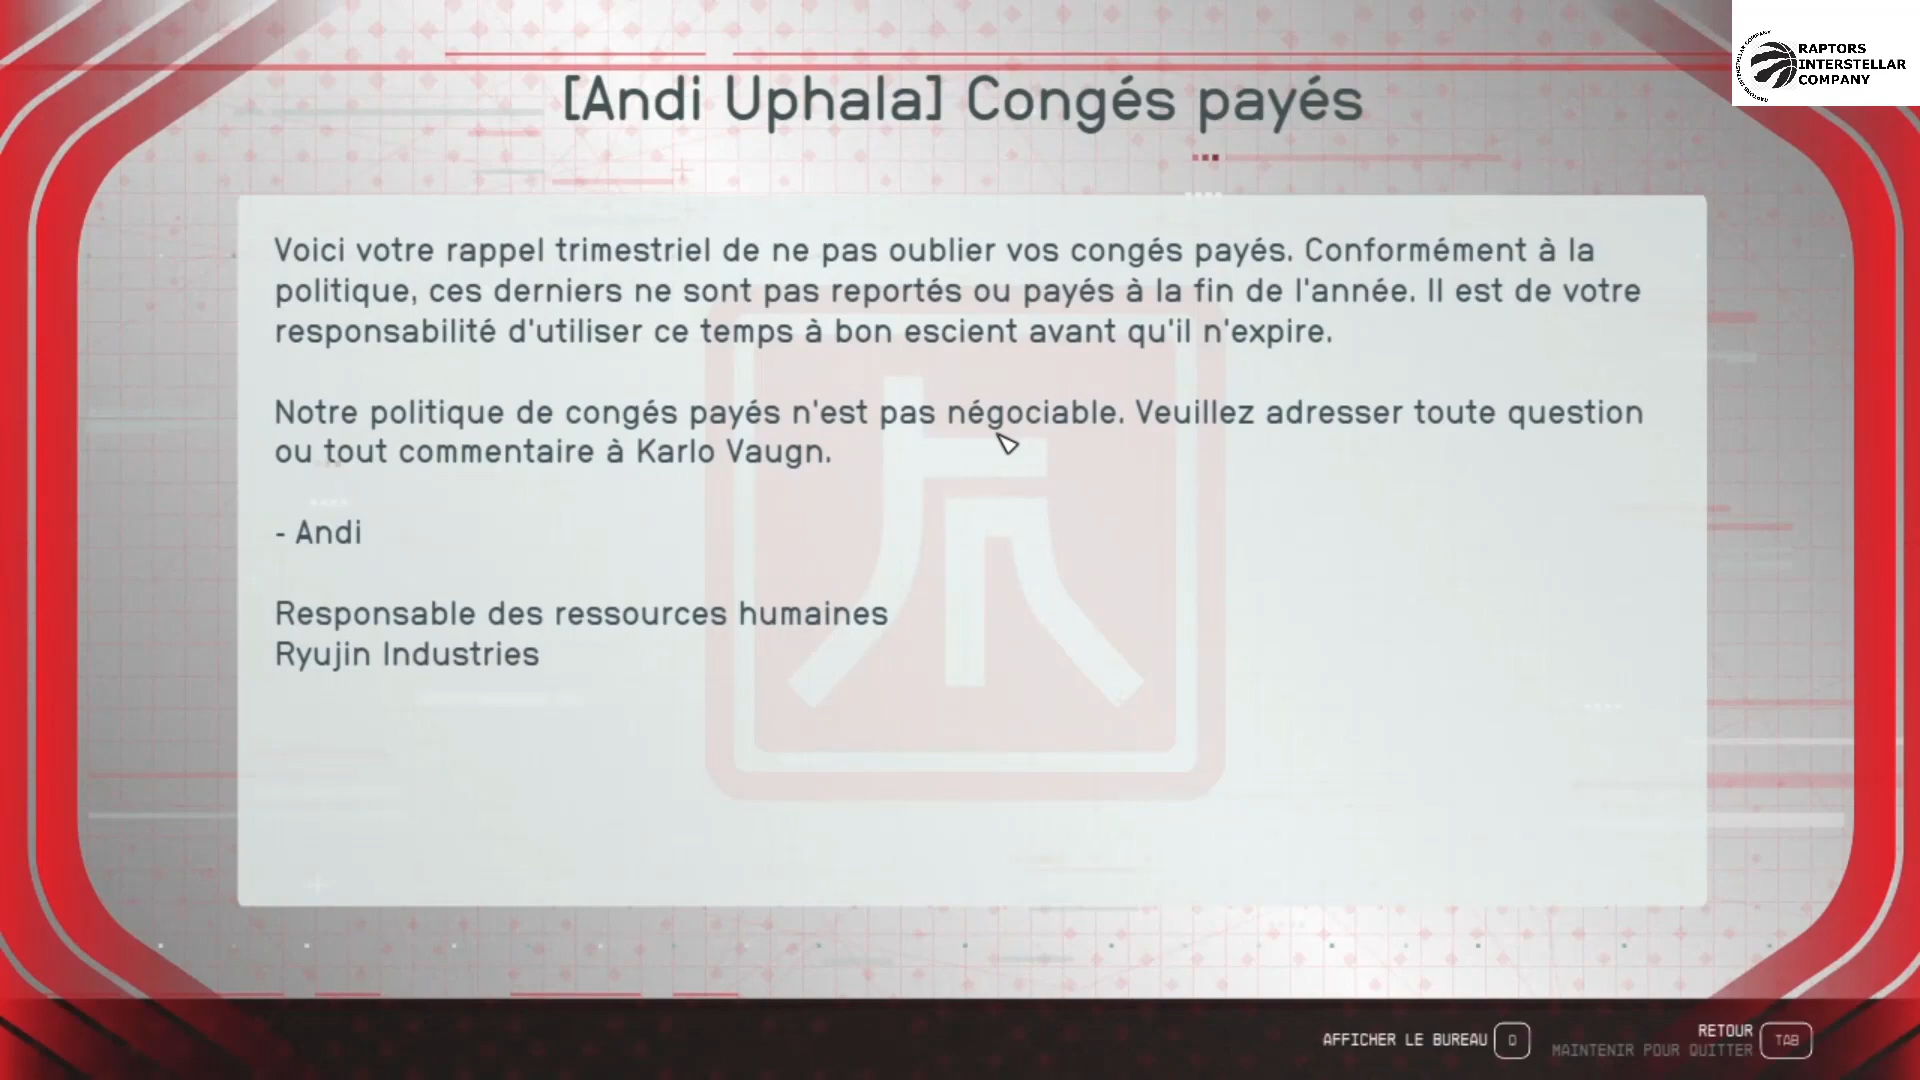 RAPTORS
INTERSTELLAR
COMPANY
[Andi Uphala] Congés payés
Voici votre rappel trimestriel de ne pas oublier vos congés payés. Conformément à la
politique, ces derniers ne sont pas reportés ou payés à la fin de l'année. Il est de votre
responsabilité d'utiliser ce temps à bon escient avant qu'il n'expire.
Notre politique de congés payés n'est pas négociable. Veuillez adresser toute question
ou tout commentaire à Karlo Vaugn.
- Andi
Responsable des ressources humaines
Ryujin Industries
AFFICHER LE BUREAU D
RETOUR TAB
MAINTENIR POUR QUITTER